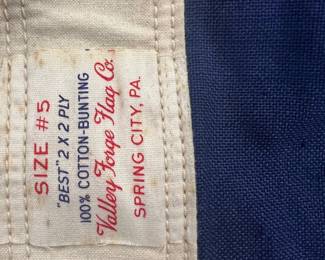 SIZE #5
"BEST" 2 X 2 PLY
100% COTTON-BUNTING
Valley Forge Flag Co.
SPRING CITY, PA.